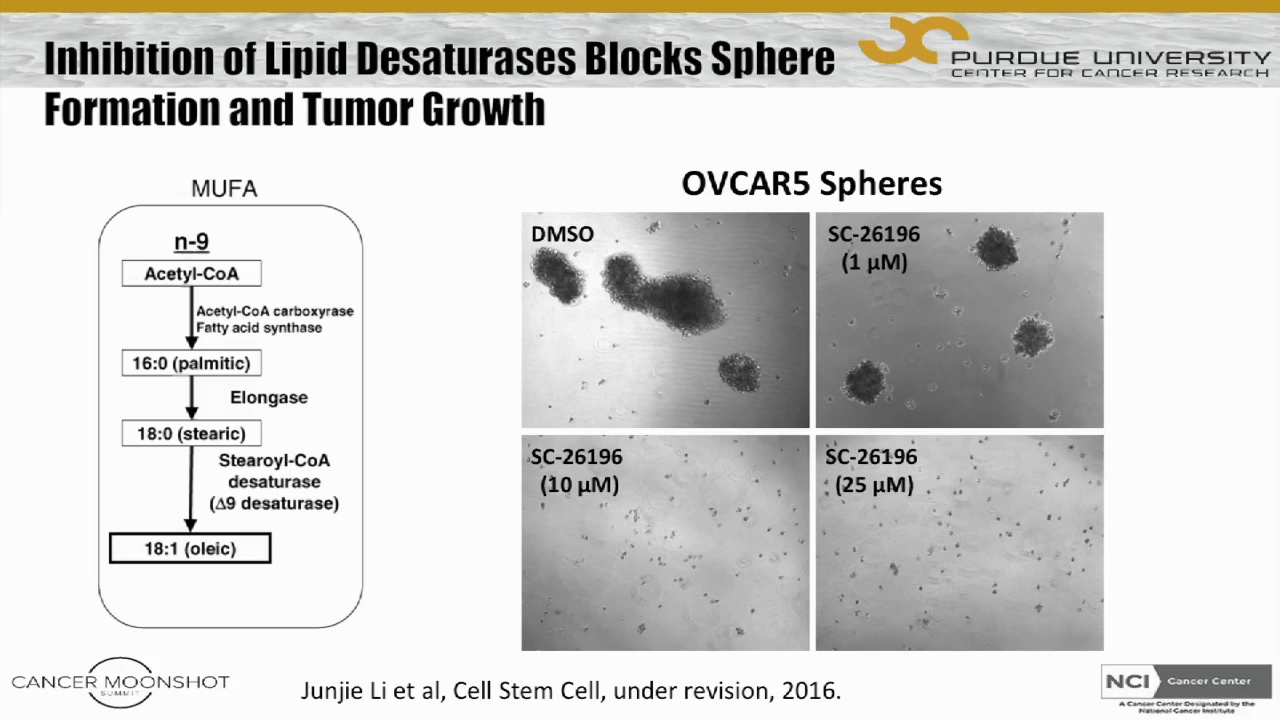 Inhibition of Lipid Desaturases Blocks Sphere
Formation and Tumor Growth
PURDUE UNIVERSITY
CENTER FOR CANCER RESEARCH
MUFA
n-9
Acetyl-CoA
Acetyl-CoA carboxyrase
Fatty acid synthase
16:0 (palmitic)
Elongase
18:0 (stearic)
Stearoyl-CoA
desaturase
(Δ9 desaturase)
18:1 (oleic)
OVCAR5 Spheres
DMSO
SC-26196
(1 µM)
SC-26196
(10 µM)
SC-26196
(25 µM)
CANCER MOONSHOT
SUMMIT
Junjie Li et al, Cell Stem Cell, under revision, 2016.
NCI Cancer Center
A Cancer Center Designated by the
National Cancer Institute